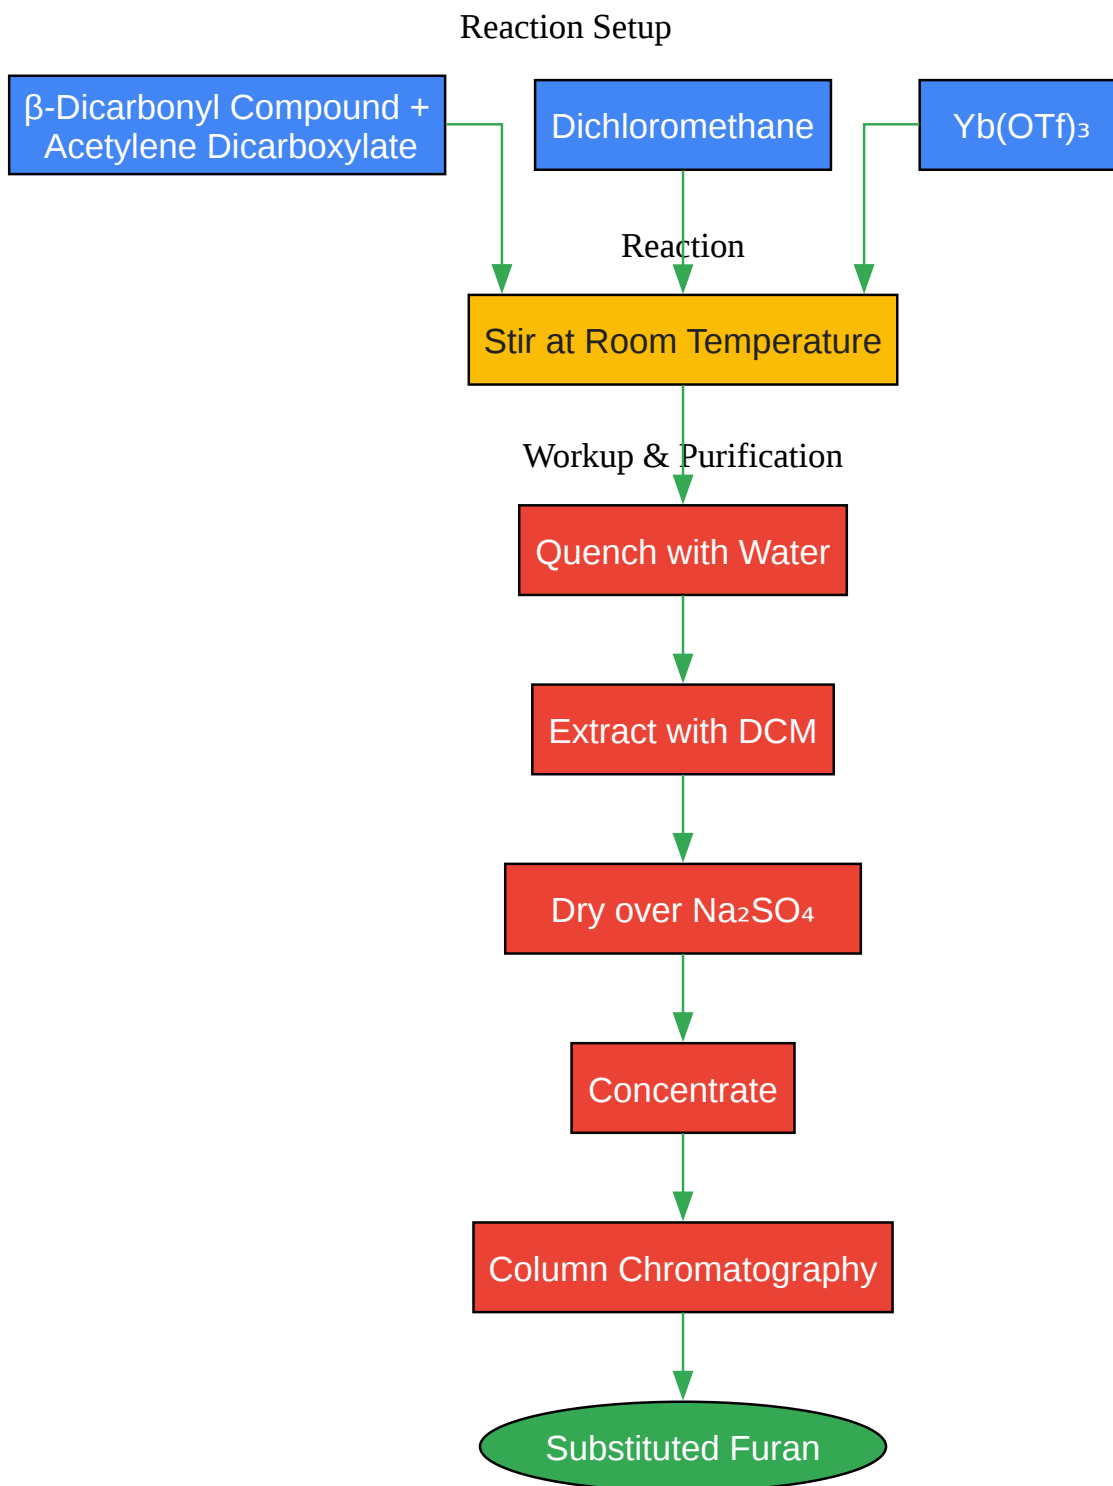 Reaction Setup
β-Dicarbonyl Compound +
Acetylene Dicarboxylate
Dichloromethane
Yb(OTf)₃
Reaction
Stir at Room Temperature
Workup & Purification
Quench with Water
Extract with DCM
Dry over Na₂SO₄
Concentrate
Column Chromatography
Substituted Furan